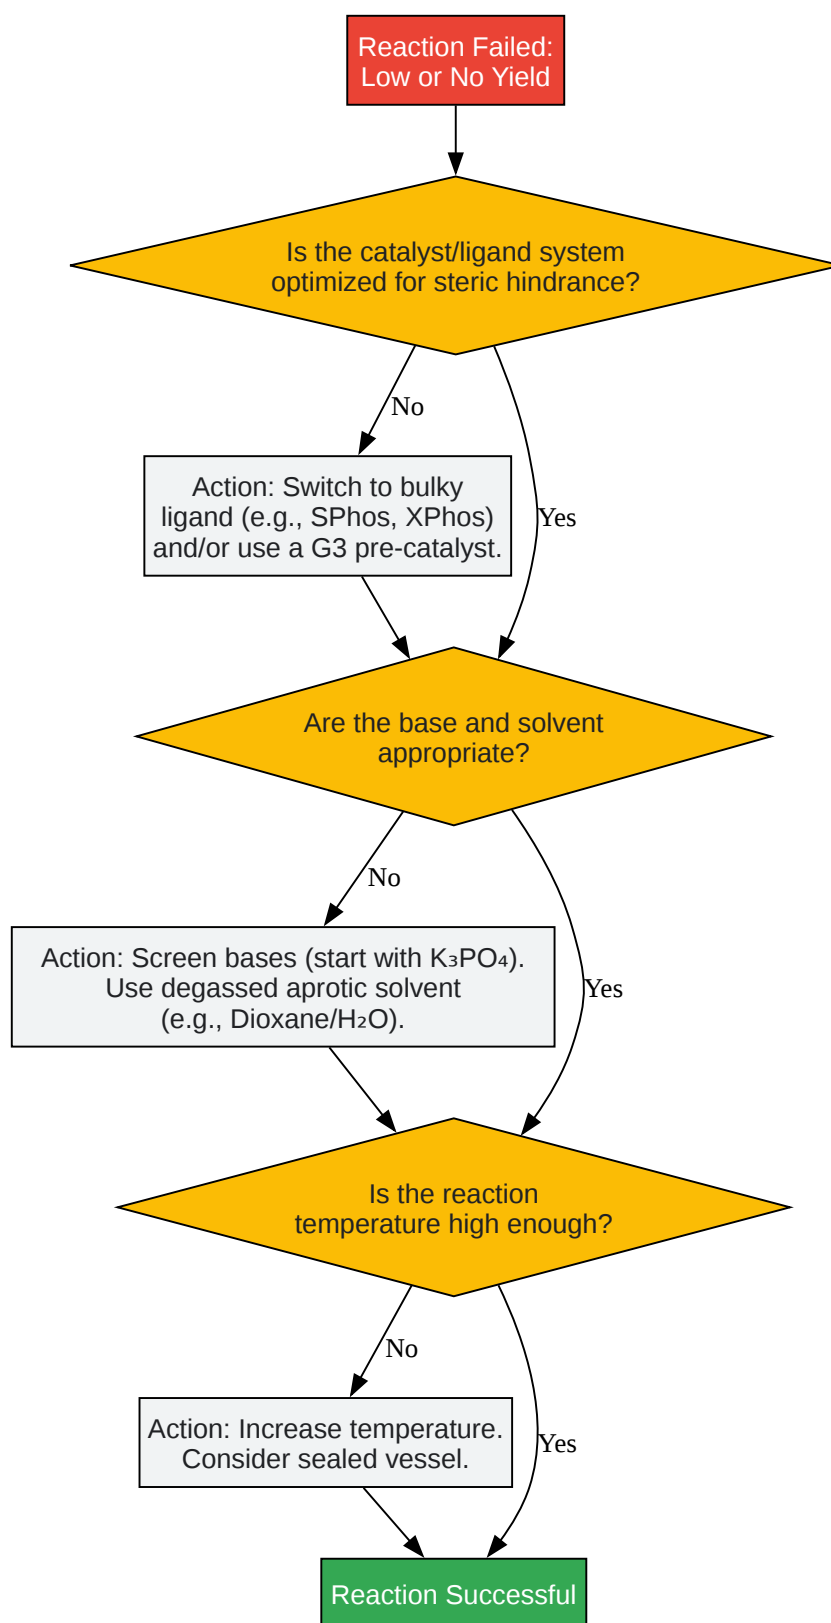 Reaction Failed:
Low or No Yield
Is the catalyst/ligand system
optimized for steric hindrance?
No
Action: Switch to bulky
ligand (e.g., SPhos, XPhos)
and/or use a G3 pre-catalyst.
Yes
Are the base and solvent
appropriate?
No
Action: Screen bases (start with K₃PO₄).
Use degassed aprotic solvent
(e.g., Dioxane/H₂O).
Yes
Is the reaction
temperature high enough?
No
Action: Increase temperature.
Consider sealed vessel.
Yes
Reaction Successful